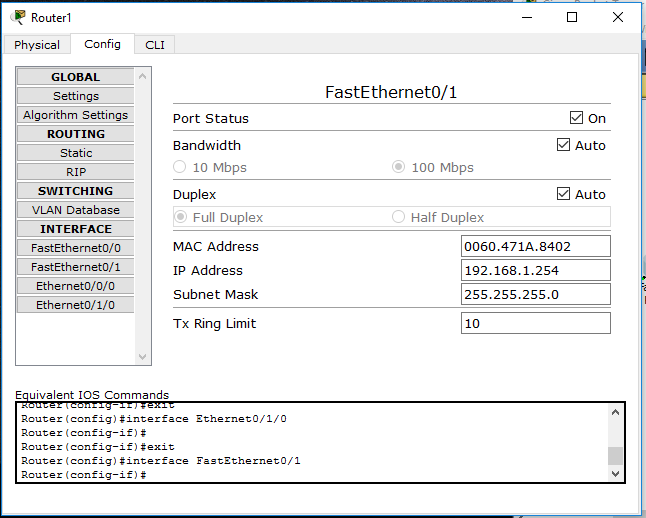 Router1
Physical Config CLI
GLOBAL
Settings
Algorithm Settings
ROUTING
Static
RIP
SWITCHING
VLAN Database
INTERFACE
FastEthernet0/0
FastEthernet0/1
Ethernet0/0/0
Ethernet0/1/0
FastEthernet0/1
Port Status On
Bandwidth Auto
10 Mbps 100 Mbps
Duplex Auto
Full Duplex Half Duplex
MAC Address 0060.471A.8402
IP Address 192.168.1.254
Subnet Mask 255.255.255.0
Tx Ring Limit 10
Equivalent IOS Commands
Router(config-if)#exit
Router(config)#interface Ethernet0/1/0
Router(config-if)#
Router(config-if)#exit
Router(config)#interface FastEthernet0/1
Router(config-if)#